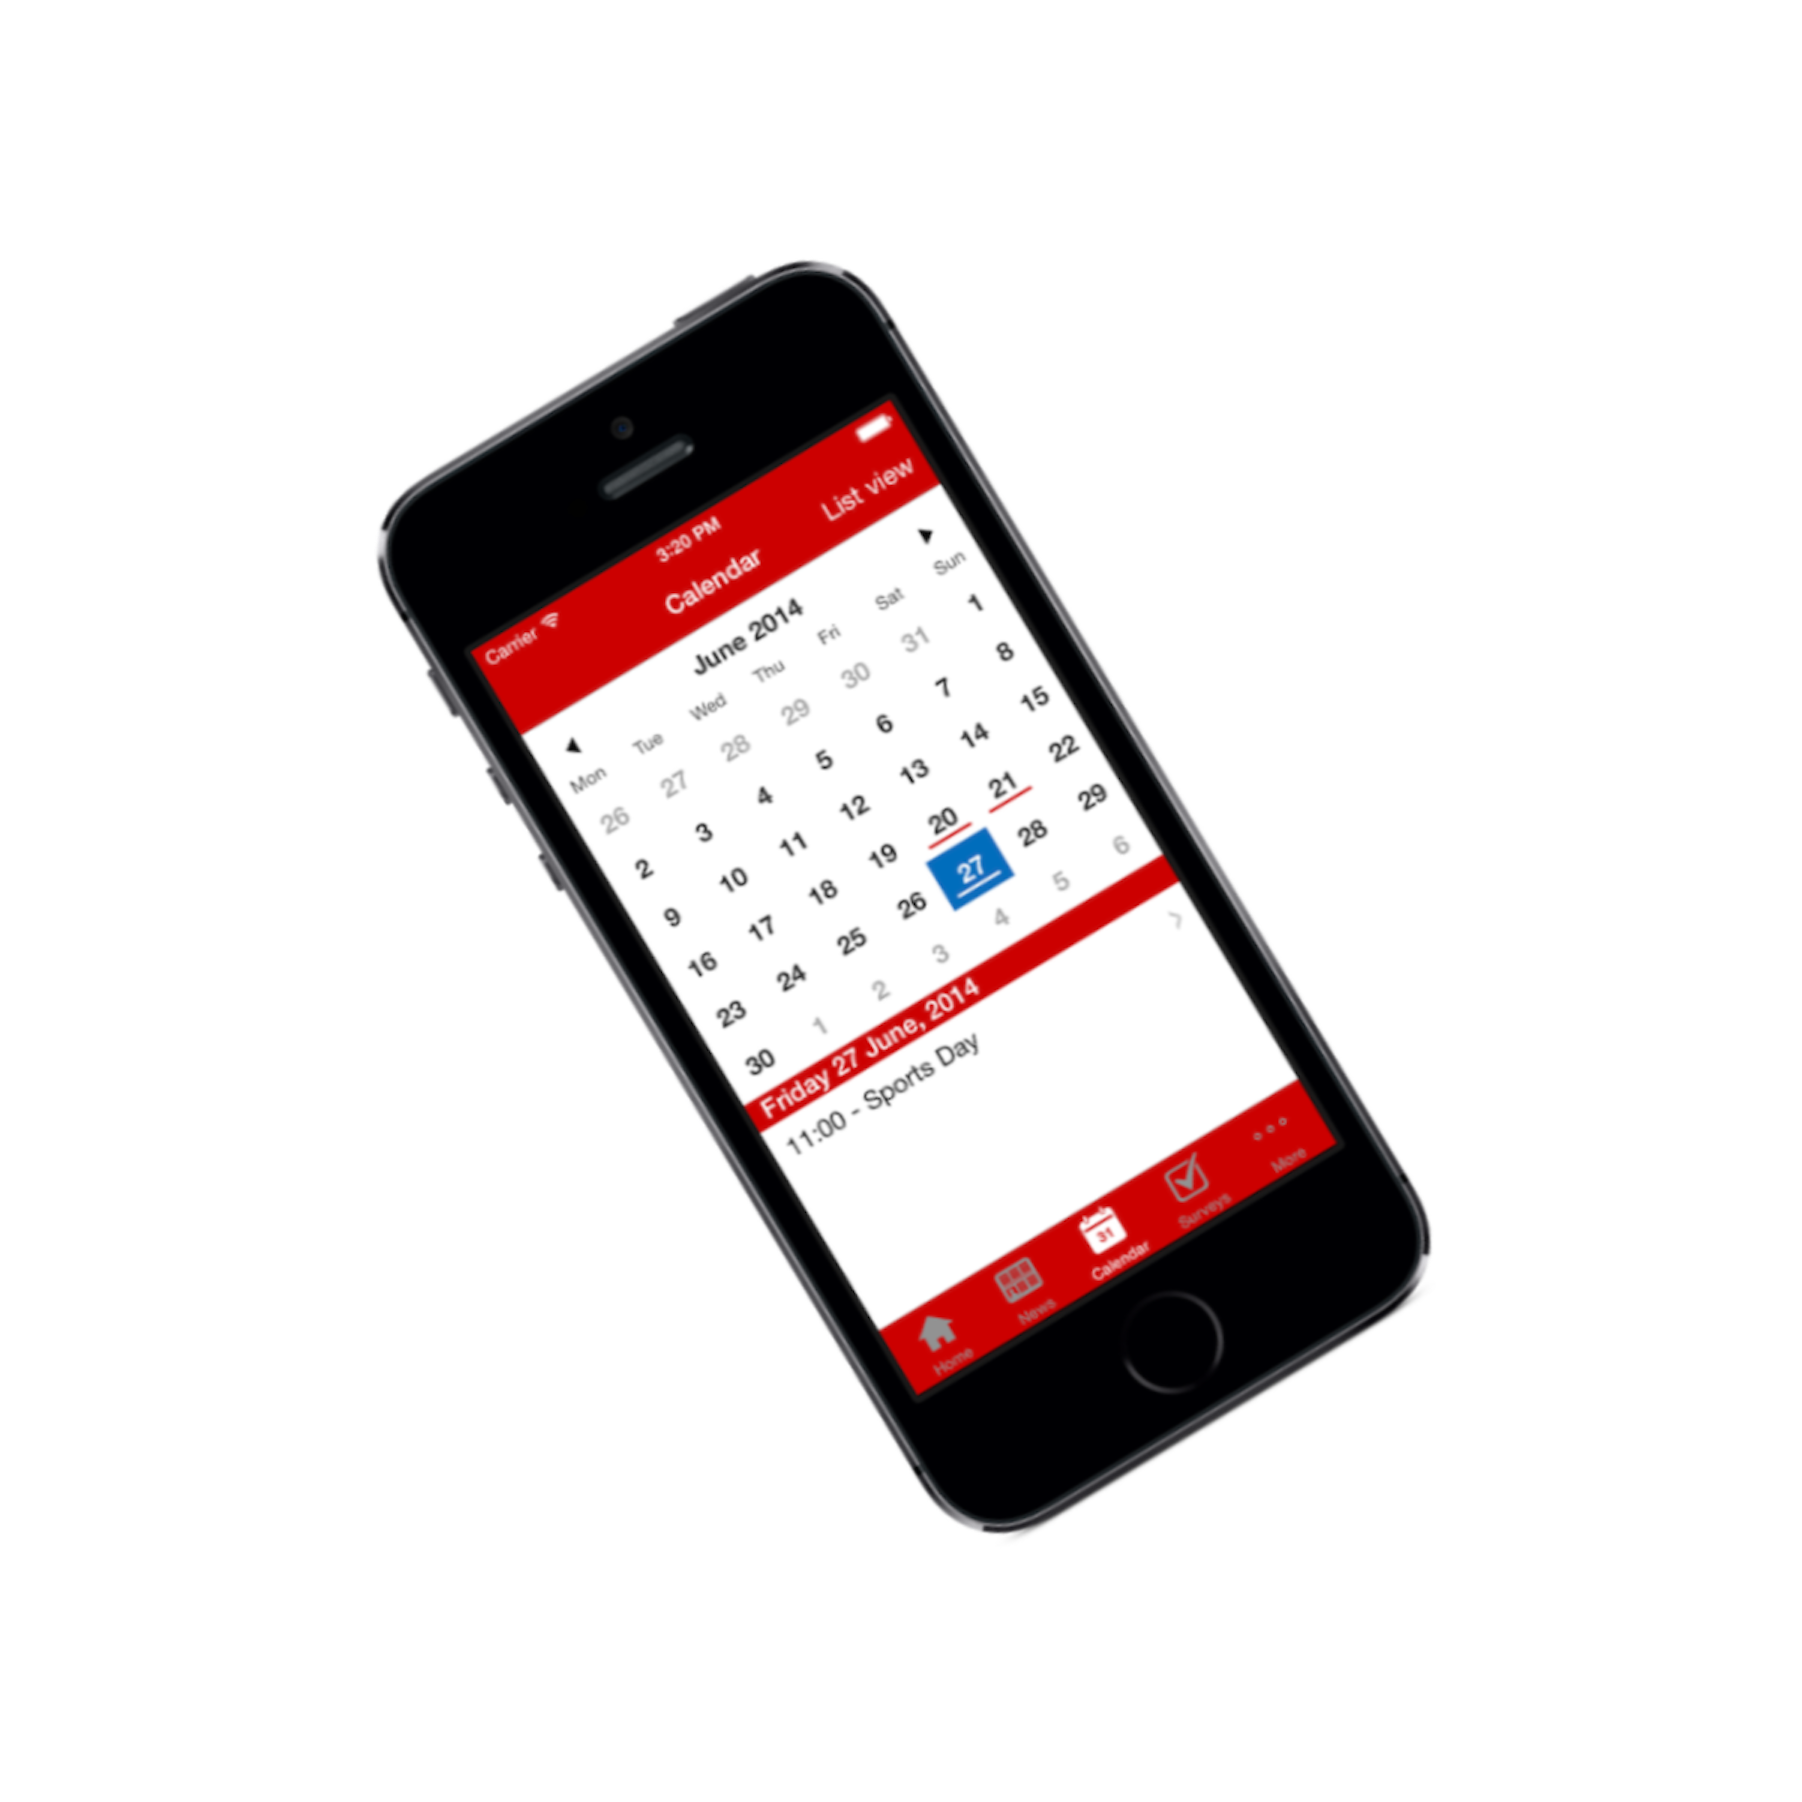 Carrier 3:20 PM
Calendar List view
◀ June 2014 ▶
Mon Tue Wed Thu Fri Sat Sun
26 27 28 29 30 31 1
2 3 4 5 6 7 8
9 10 11 12 13 14 15
16 17 18 19 20 21 22
23 24 25 26 27 28 29
30 1 2 3 4 5 6
Friday 27 June, 2014
11:00 - Sports Day
31
Home News Calendar Surveys More